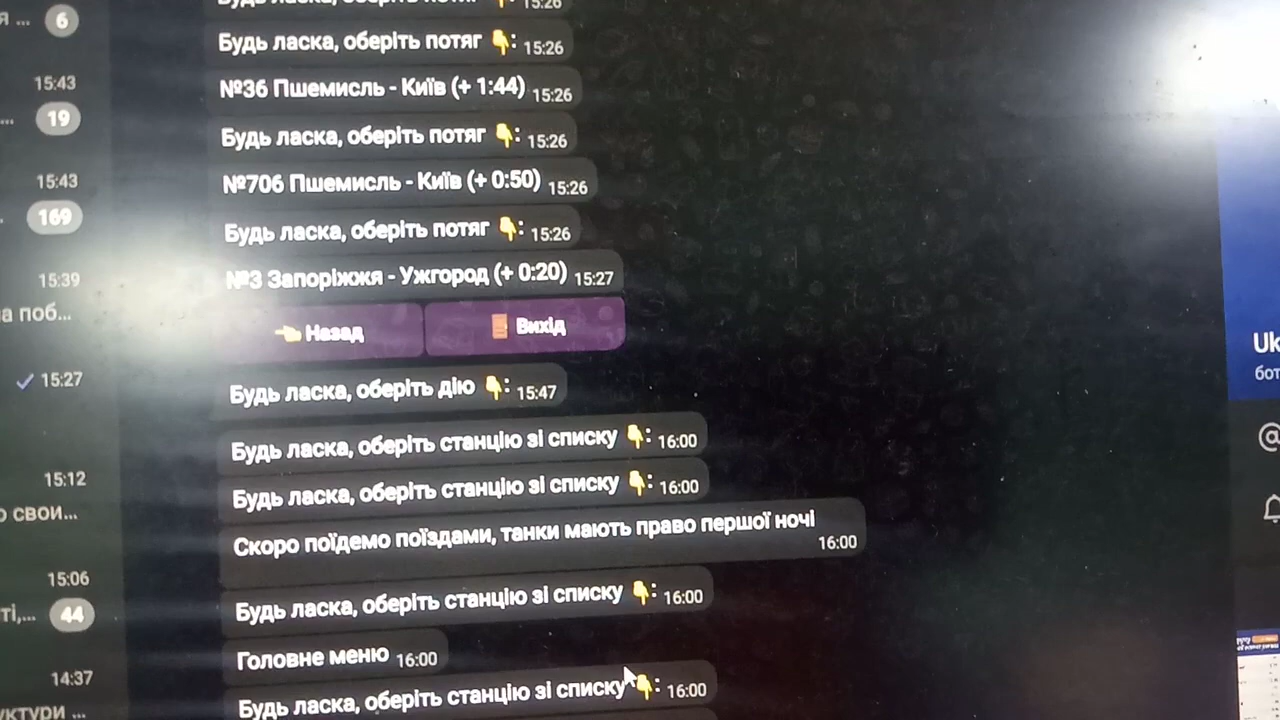 15:26
я ...
6
Будь ласка, оберіть потяг 👇: 15:26
15:43
№36 Пшемисль - Київ (+ 1:44) 15:26
...
19
Будь ласка, оберіть потяг 👇: 15:26
15:43
№706 Пшемисль - Київ (+ 0:50) 15:26
169
Будь ласка, оберіть потяг 👇: 15:26
15:39
№3 Запоріжжя - Ужгород (+ 0:20) 15:27
а поб...
👈 Назад
🚪 Вихід
Uk
бот
15:27
Будь ласка, оберіть дію 👇: 15:47
Будь ласка, оберіть станцію зі списку 👇: 16:00
15:12
Будь ласка, оберіть станцію зі списку 👇: 16:00
о свои...
Скоро поїдемо поїздами, танки мають право першої ночі
16:00
15:06
Будь ласка, оберіть станцію зі списку 👇: 16:00
ті,...
44
Головне меню 16:00
14:37
Будь ласка, оберіть станцію зі списку 👇: 16:00
уктури ...